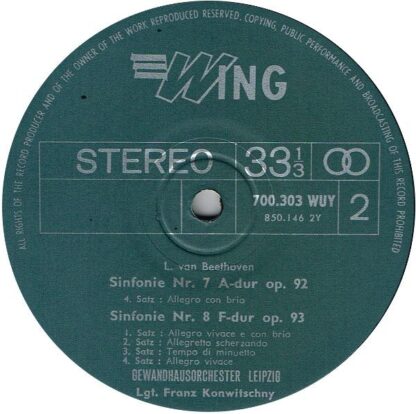 ALL RIGHTS OF THE RECORD PRODUCER AND OF THE OWNER OF THE WORK REPRODUCED RESERVED. COPYING, PUBLIC PERFORMANCE AND BROADCASTING OF THIS RECORD PROHIBITED
WING
STEREO 33 1/3
700.303 WUY
850.146 2Y
2
L. van Beethoven
Sinfonie Nr. 7 A-dur op. 92
4. Satz : Allegro con brio
Sinfonie Nr. 8 F-dur op. 93
1. Satz : Allegro vivace e con brio
2. Satz : Allegretto scherzando
3. Satz : Tempo di minuetto
4. Satz : Allegro vivace
GEWANDHAUSORCHESTER LEIPZIG
Lgt. Franz Konwitschny